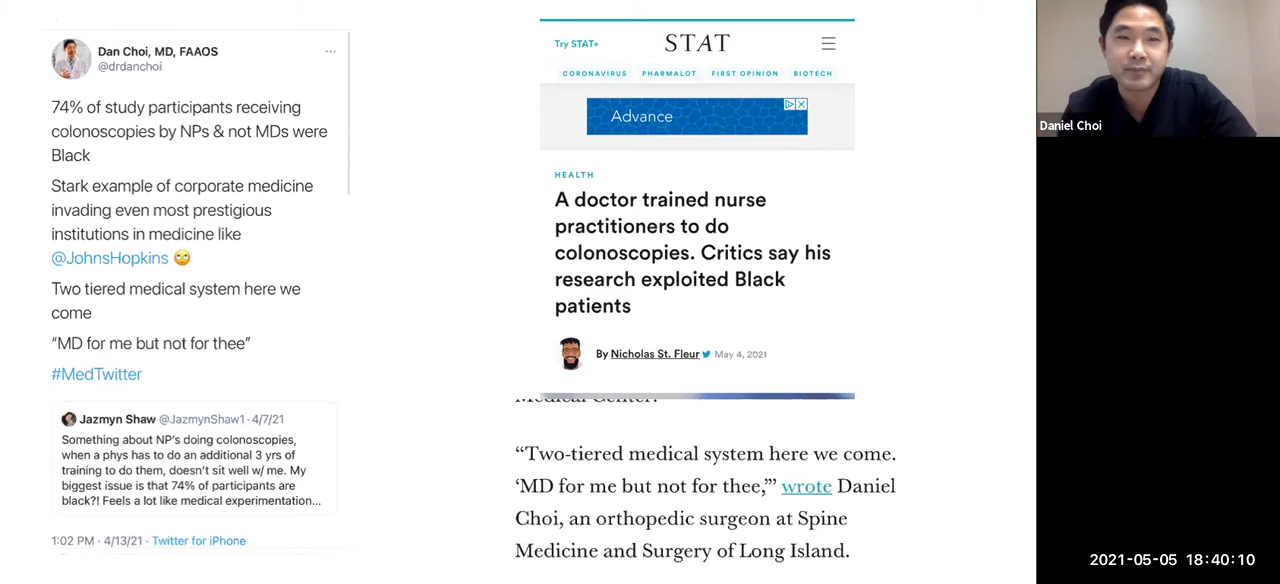 Dan Choi, MD, FAAOS
@drdanchoi
74% of study participants receiving
colonoscopies by NPs & not MDs were
Black
Stark example of corporate medicine
invading even most prestigious
institutions in medicine like
@JohnsHopkins 🙄
Two tiered medical system here we
come
“MD for me but not for thee”
#MedTwitter
Jazmyn Shaw @JazmynShaw1 · 4/7/21
Something about NP's doing colonoscopies,
when a phys has to do an additional 3 yrs of
training to do them, doesn't sit well w/ me. My
biggest issue is that 74% of participants are
black?! Feels a lot like medical experimentation...
1:02 PM · 4/13/21 · Twitter for iPhone
Try STAT+
STAT
CORONAVIRUS PHARMALOT FIRST OPINION BIOTECH
Advance
HEALTH
A doctor trained nurse
practitioners to do
colonoscopies. Critics say his
research exploited Black
patients
By Nicholas St. Fleur May 4, 2021
Medical Center.
“Two-tiered medical system here we come.
‘MD for me but not for thee,’” wrote Daniel
Choi, an orthopedic surgeon at Spine
Medicine and Surgery of Long Island.
Daniel Choi
2021-05-05 18:40:10